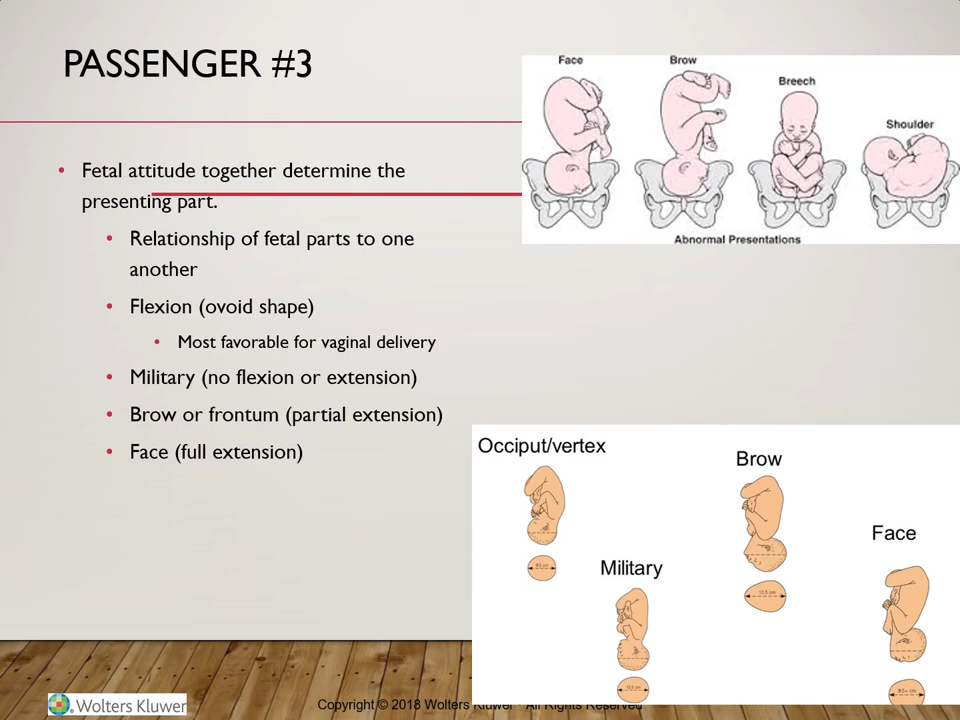 PASSENGER #3
Fetal attitude together determine the
presenting part.
Relationship of fetal parts to one
another
Flexion (ovoid shape)
Most favorable for vaginal delivery
Military (no flexion or extension)
Brow or frontum (partial extension)
Face (full extension)
Face
Brow
Breech
Shoulder
Abnormal Presentations
Occiput/vertex
Brow
Face
Military
Wolters Kluwer
Copyright © 2018 Wolters Kluwer · All Rights Reserved